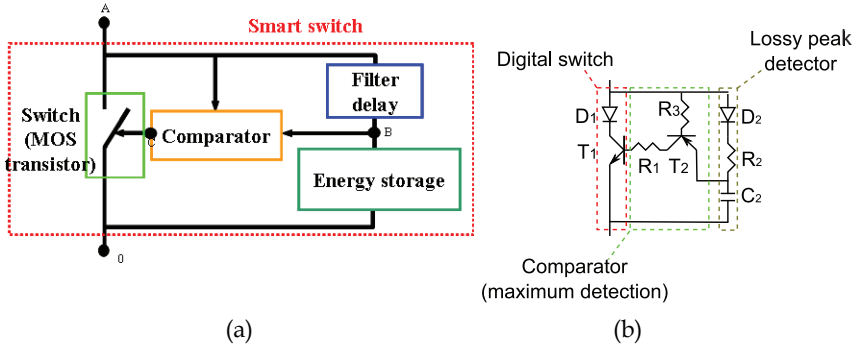 A
Smart switch
Filter
delay
Switch
(MOS
transistor)
C
Comparator
B
Energy storage
0
(a)
Lossy peak
detector
Digital switch
D1
R3
D2
T1
R1
T2
R2
C2
Comparator
(maximum detection)
(b)